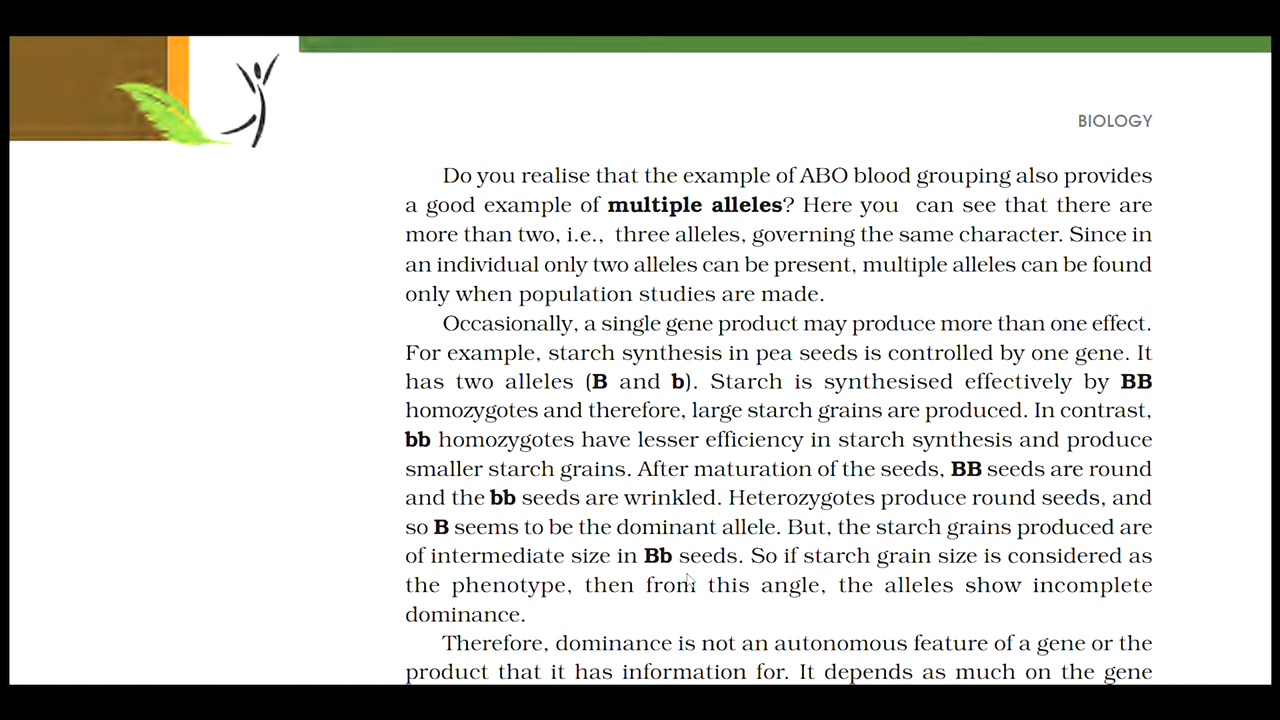 BIOLOGY
Do you realise that the example of ABO blood grouping also provides
a good example of multiple alleles? Here you can see that there are
more than two, i.e., three alleles, governing the same character. Since in
an individual only two alleles can be present, multiple alleles can be found
only when population studies are made.
Occasionally, a single gene product may produce more than one effect.
For example, starch synthesis in pea seeds is controlled by one gene. It
has two alleles (B and b). Starch is synthesised effectively by BB
homozygotes and therefore, large starch grains are produced. In contrast,
bb homozygotes have lesser efficiency in starch synthesis and produce
smaller starch grains. After maturation of the seeds, BB seeds are round
and the bb seeds are wrinkled. Heterozygotes produce round seeds, and
so B seems to be the dominant allele. But, the starch grains produced are
of intermediate size in Bb seeds. So if starch grain size is considered as
the phenotype, then from this angle, the alleles show incomplete
dominance.
Therefore, dominance is not an autonomous feature of a gene or the
product that it has information for. It depends as much on the gene